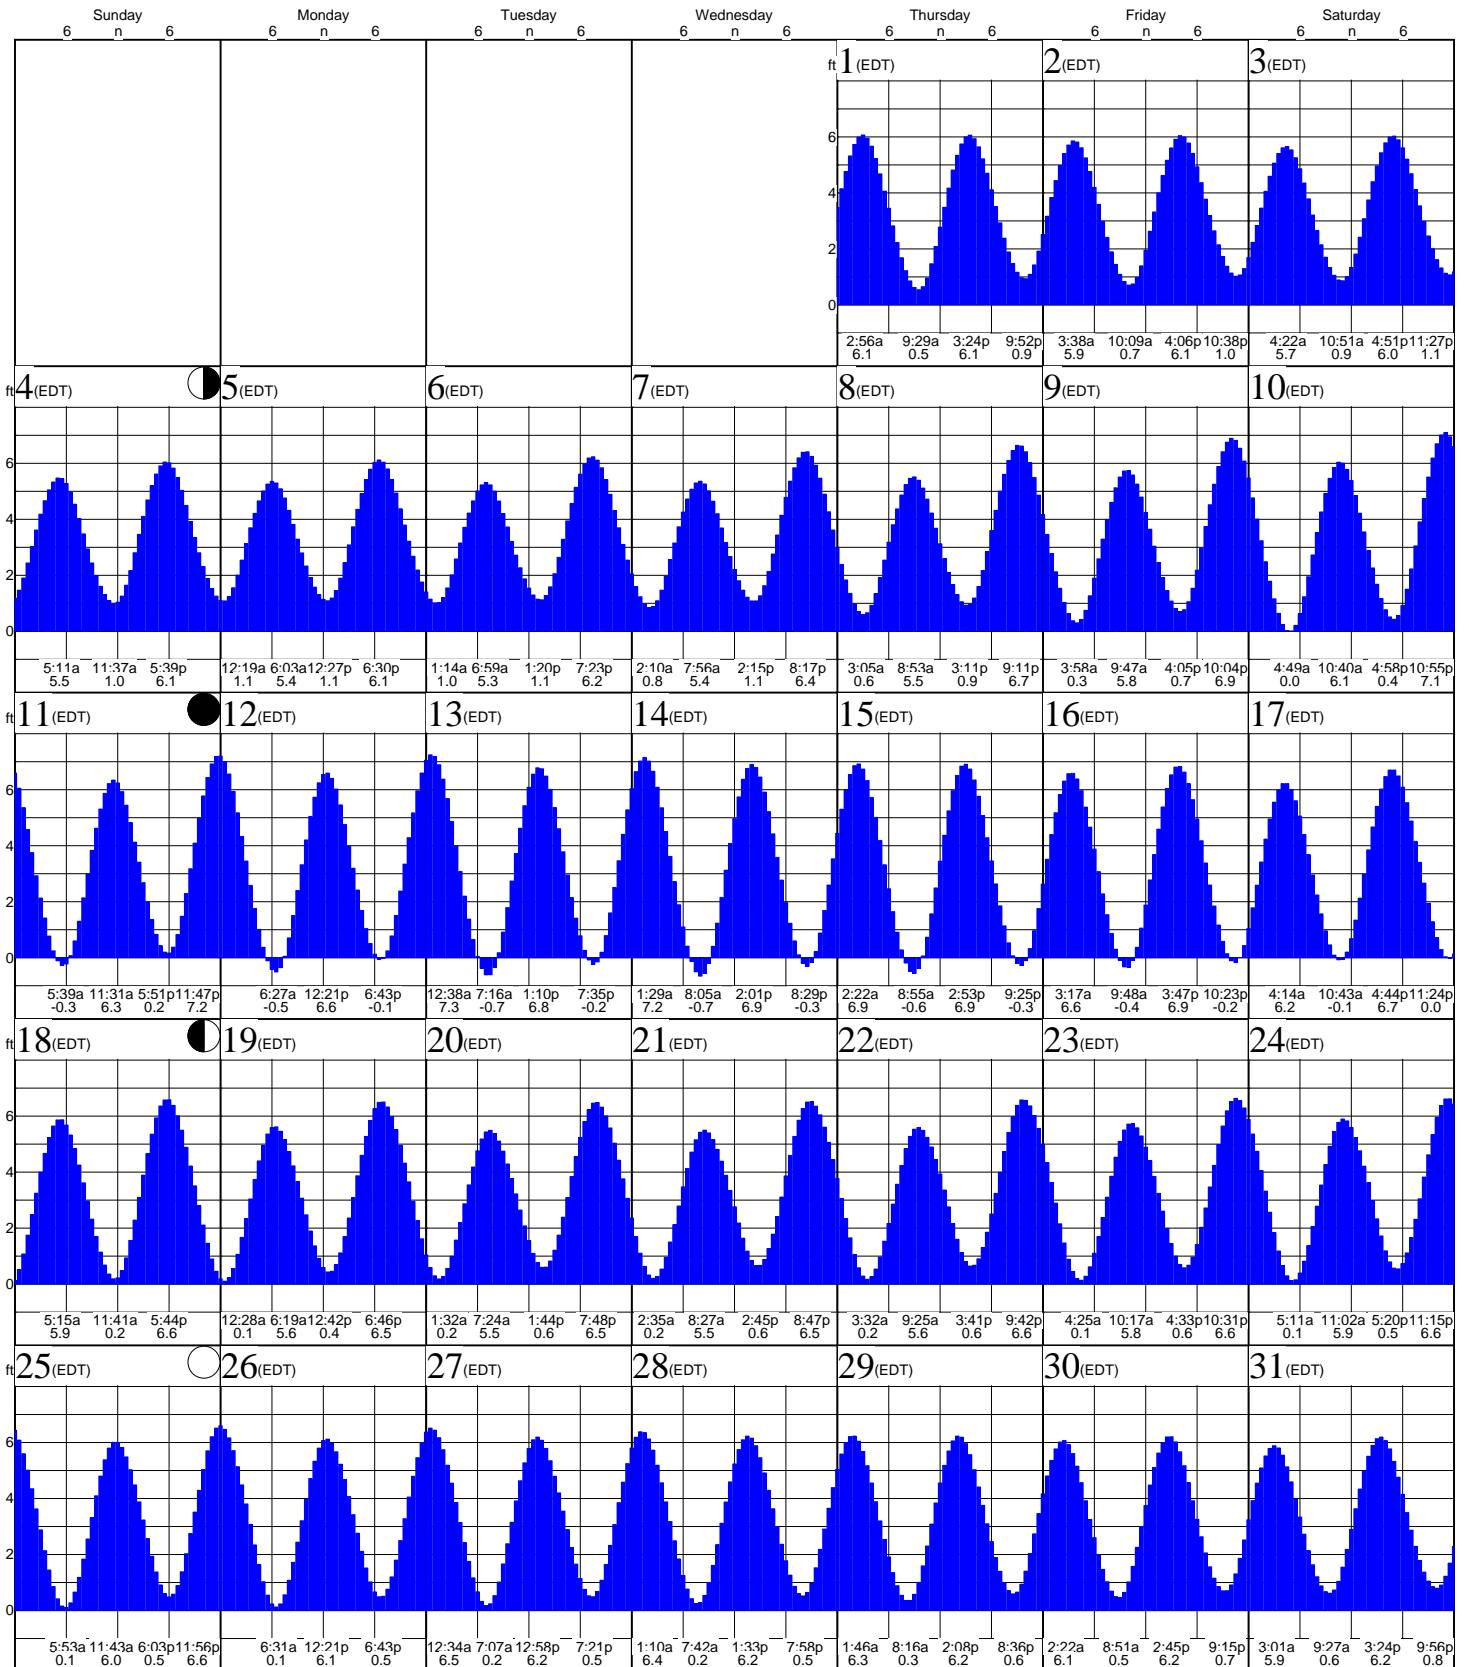 Sunday Monday Tuesday Wednesday Thursday Friday Saturday
6 n 6 6 n 6 6 n 6 6 n 6 6 n 6 6 n 6 6 n 6
ft 1(EDT) 2(EDT) 3(EDT)
6
4
2
0
2:56a 9:29a 3:24p 9:52p 3:38a 10:09a 4:06p 10:38p 4:22a 10:51a 4:51p 11:27p
6.1 0.5 6.1 0.9 5.9 0.7 6.1 1.0 5.7 0.9 6.0 1.1
ft 4(EDT) 5(EDT) 6(EDT) 7(EDT) 8(EDT) 9(EDT) 10(EDT)
6
4
2
0
5:11a 11:37a 5:39p 12:19a 6:03a 12:27p 6:30p 1:14a 6:59a 1:20p 7:23p 2:10a 7:56a 2:15p 8:17p 3:05a 8:53a 3:11p 9:11p 3:58a 9:47a 4:05p 10:04p 4:49a 10:40a 4:58p 10:55p
5.5 1.0 6.1 1.1 5.4 1.1 6.1 1.0 5.3 1.1 6.2 0.8 5.4 1.1 6.4 0.6 5.5 0.9 6.7 0.3 5.8 0.7 6.9 0.0 6.1 0.4 7.1
ft 11(EDT) 12(EDT) 13(EDT) 14(EDT) 15(EDT) 16(EDT) 17(EDT)
6
4
2
0
5:39a 11:31a 5:51p 11:47p 6:27a 12:21p 6:43p 12:38a 7:16a 1:10p 7:35p 1:29a 8:05a 2:01p 8:29p 2:22a 8:55a 2:53p 9:25p 3:17a 9:48a 3:47p 10:23p 4:14a 10:43a 4:44p 11:24p
-0.3 6.3 0.2 7.2 -0.5 6.6 -0.1 7.3 -0.7 6.8 -0.2 7.2 -0.7 6.9 -0.3 6.9 -0.6 6.9 -0.3 6.6 -0.4 6.9 -0.2 6.2 -0.1 6.7 0.0
ft 18(EDT) 19(EDT) 20(EDT) 21(EDT) 22(EDT) 23(EDT) 24(EDT)
6
4
2
0
5:15a 11:41a 5:44p 12:28a 6:19a 12:42p 6:46p 1:32a 7:24a 1:44p 7:48p 2:35a 8:27a 2:45p 8:47p 3:32a 9:25a 3:41p 9:42p 4:25a 10:17a 4:33p 10:31p 5:11a 11:02a 5:20p 11:15p
5.9 0.2 6.6 0.1 5.6 0.4 6.5 0.2 5.5 0.6 6.5 0.2 5.5 0.6 6.5 0.2 5.6 0.6 6.6 0.1 5.8 0.6 6.6 0.1 5.9 0.5 6.6
ft 25(EDT) 26(EDT) 27(EDT) 28(EDT) 29(EDT) 30(EDT) 31(EDT)
6
4
2
0
5:53a 11:43a 6:03p 11:56p 6:31a 12:21p 6:43p 12:34a 7:07a 12:58p 7:21p 1:10a 7:42a 1:33p 7:58p 1:46a 8:16a 2:08p 8:36p 2:22a 8:51a 2:45p 9:15p 3:01a 9:27a 3:24p 9:56p
0.1 6.0 0.5 6.6 0.1 6.1 0.5 6.5 0.2 6.2 0.5 6.4 0.2 6.2 0.5 6.3 0.3 6.2 0.6 6.1 0.5 6.2 0.7 5.9 0.6 6.2 0.8